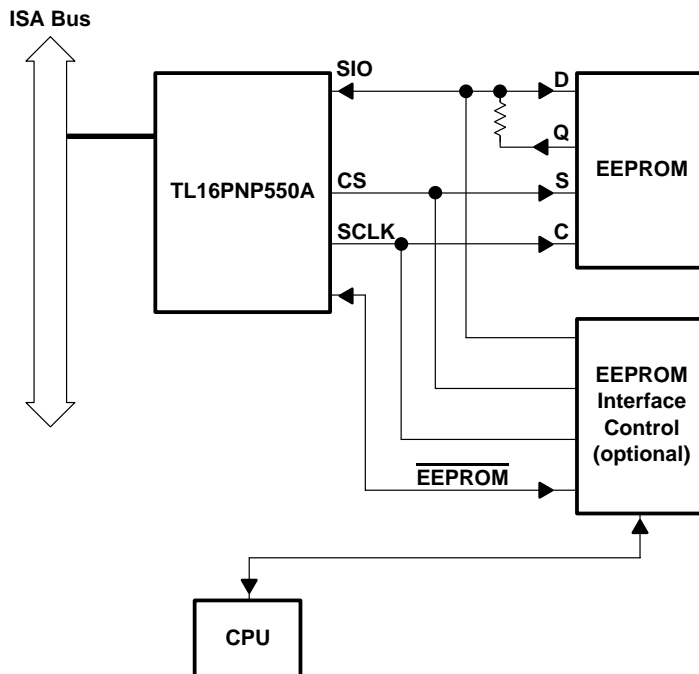 ISA Bus
SIO
D
Q
TL16PNP550A
EEPROM
CS
S
SCLK
C
EEPROM
Interface
Control
(optional)
EEPROM
CPU